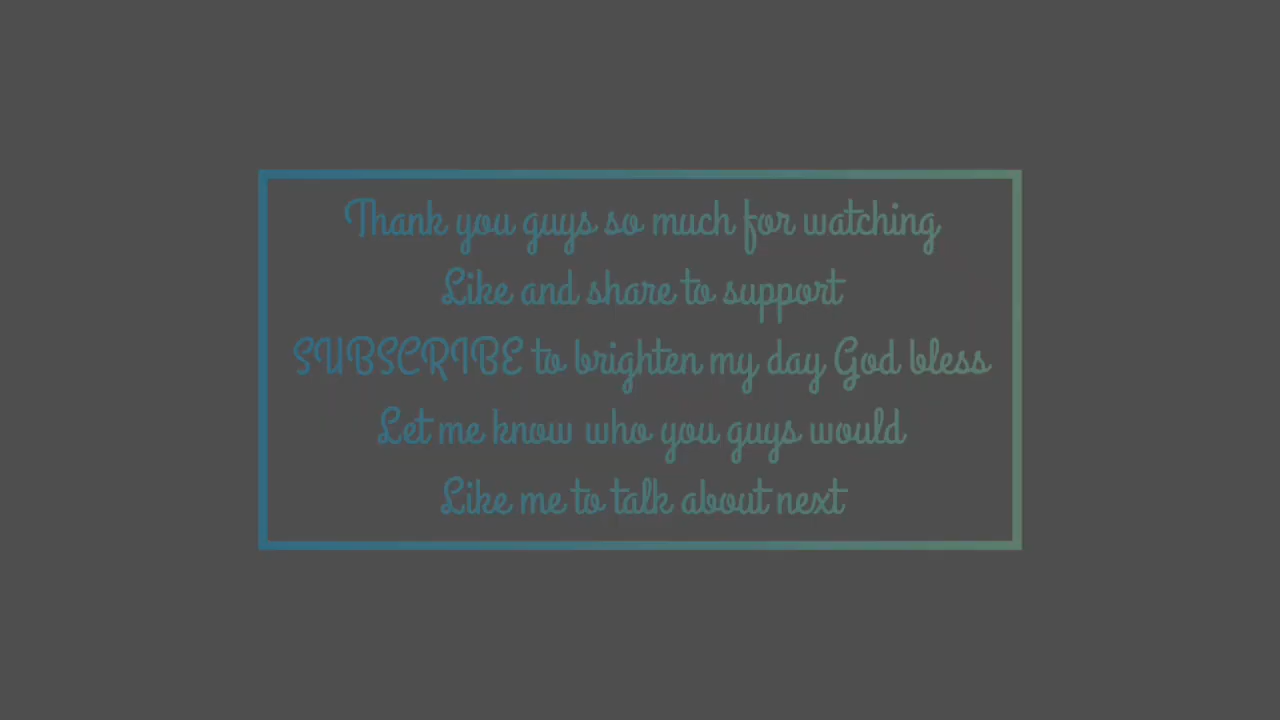 Thank you guys so much for watching
Like and share to support
SUBSCRIBE to brighten my day God bless
Let me know who you guys would
Like me to talk about next